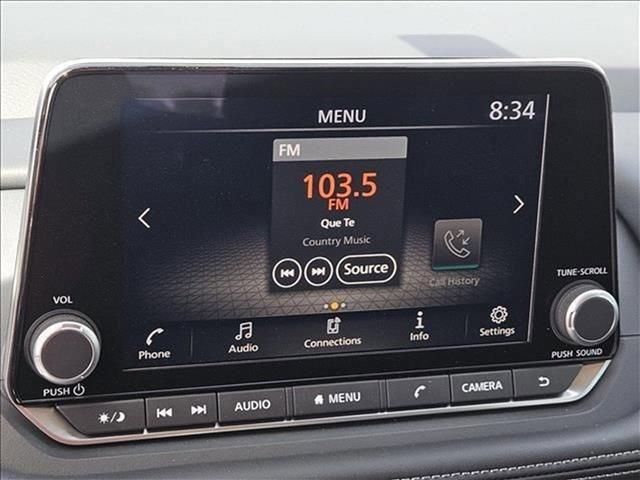 MENU
8:34
FM
103.5
FM
Que Te
Country Music
Source
Call History
VOL
PUSH
TUNE-SCROLL
PUSH SOUND
Phone
Audio
Connections
Info
Settings
AUDIO
MENU
CAMERA